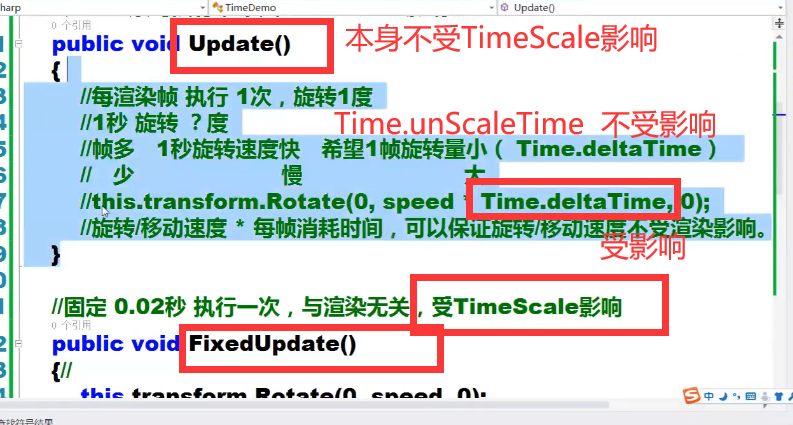 harp
TimeDemo
Update()
0 个引用
public void Update()
本身不受TimeScale影响
{
//每渲染帧 执行 1次，旋转1度
//1秒 旋转 ？度
Time.unScaleTime 不受影响
//帧多 1秒旋转速度快 希望1帧旋转量小（ Time.deltaTime ）
// 少 慢 大
//this.transform.Rotate(0, speed * Time.deltaTime, 0);
//旋转/移动速度 * 每帧消耗时间，可以保证旋转/移动速度不受渲染影响。
受影响
}
//固定 0.02秒 执行一次，与渲染无关，受TimeScale影响
0 个引用
public void FixedUpdate()
{//
this.transform.Rotate(0, speed, 0);
中
查找符号结果